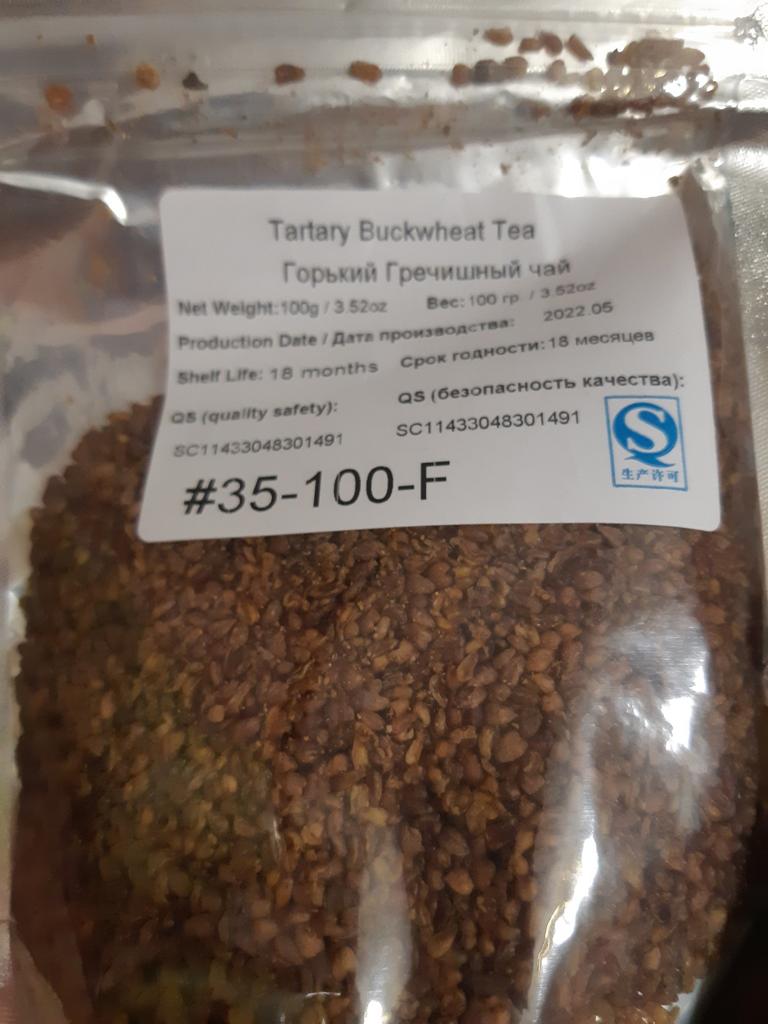 Tartary Buckwheat Tea
Горький Гречишный чай
Net Weight:100g / 3.52oz Вес: 100 гр. / 3.52oz
Production Date / Дата производства: 2022.05
Shelf Life: 18 months Срок годности: 18 месяцев
QS (quality safety): QS (безопасность качества):
SC11433048301491 SC11433048301491
#35-100-F
生产许可